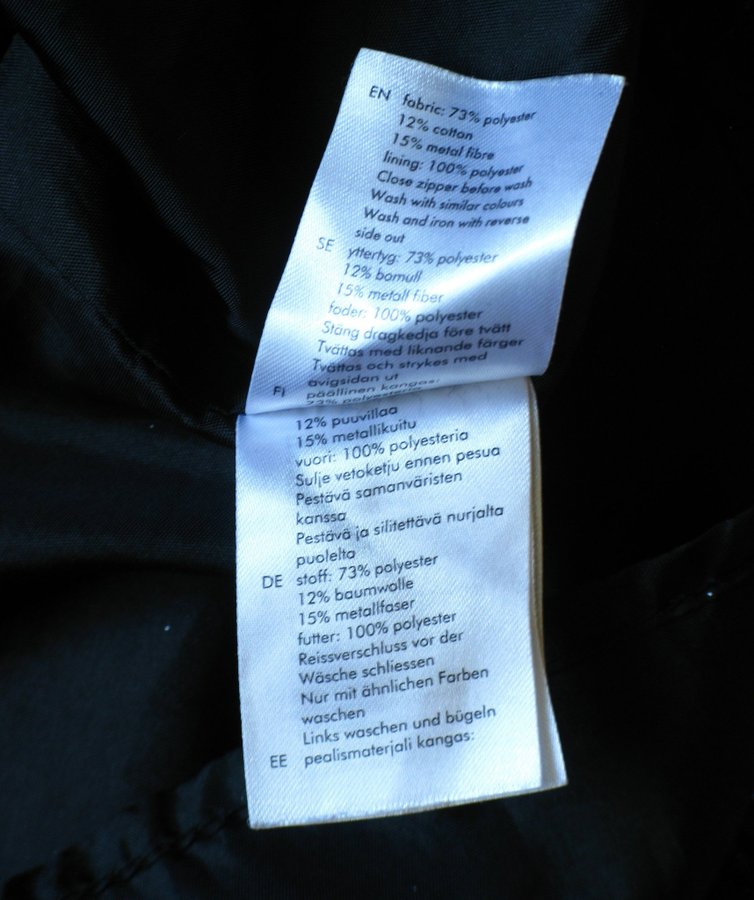 EN fabric: 73% polyester
12% cotton
15% metal fibre
lining: 100% polyester
Close zipper before wash
Wash with similar colours
Wash and iron with reverse
side out
SE yttertyg: 73% polyester
12% bomull
15% metall fiber
foder: 100% polyester
Stäng dragkedja före tvätt
Tvättas med liknande färger
Tvättas och strykes med
avigsidan ut
FI päällinen kangas:
73% polyesteria
12% puuvillaa
15% metallikuitu
vuori: 100% polyesteria
Sulje vetoketju ennen pesua
Pestävä samanväristen
kanssa
Pestävä ja silitettävä nurjalta
puolelta
DE stoff: 73% polyester
12% baumwolle
15% metallfaser
futter: 100% polyester
Reissverschluss vor der
Wäsche schliessen
Nur mit ähnlichen Farben
waschen
Links waschen und bügeln
EE pealismaterjali kangas: